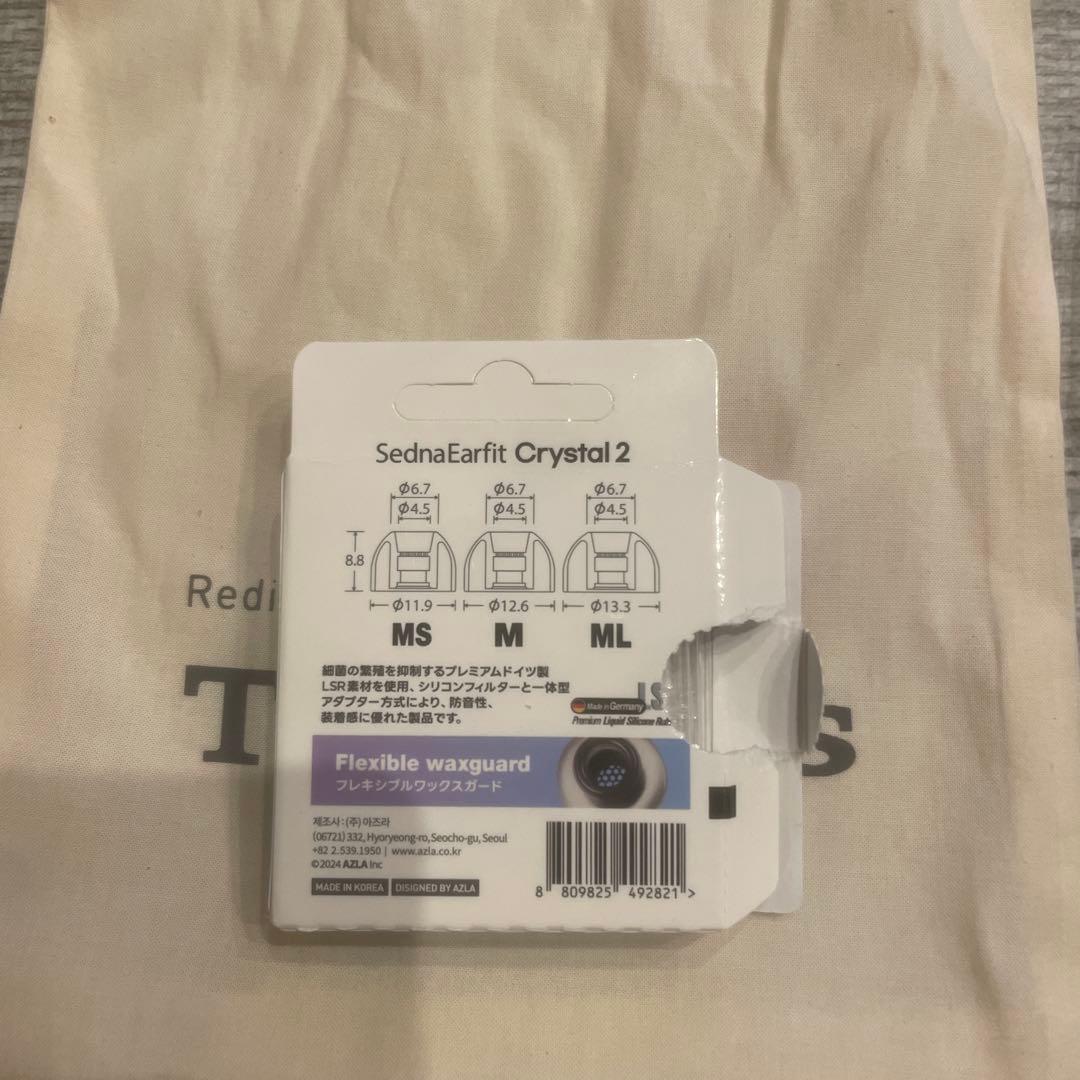 SednaEarfit Crystal 2
Φ6.7 Φ6.7 Φ6.7
Φ4.5 Φ4.5 Φ4.5
8.8
Φ11.9 Φ12.6 Φ13.3
MS M ML
細菌の繁殖を抑制するプレミアムドイツ製
LSR素材を使用、シリコンフィルターと一体型
アダプター方式により、防音性、
装着感に優れた製品です。
LS
Made in Germany
Premium Liquid Silicone Rub
Flexible waxguard
フレキシブルワックスガード
제조사 : (주) 아즈라
(06721) 332, Hyoryeong-ro, Seocho-gu, Seoul
+82 2.539.1950 | www.azla.co.kr
©2024 AZLA Inc
MADE IN KOREA DISIGNED BY AZLA
8 809825 492821 >
Redi
T s